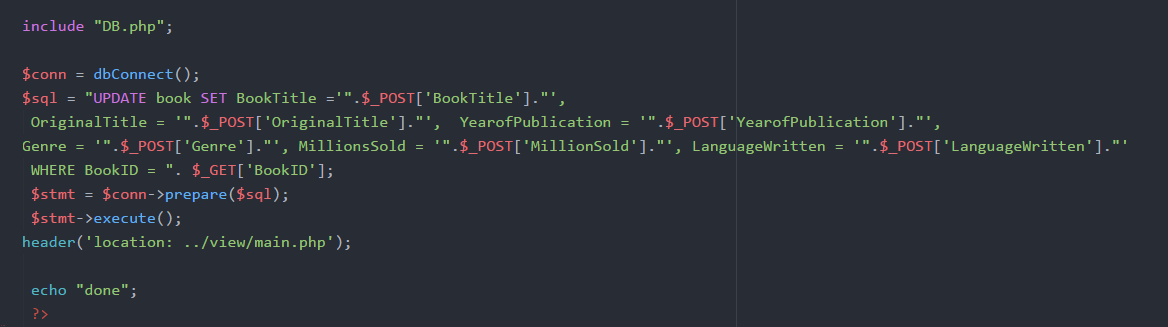 include "DB.php";
$conn = dbConnect();
$sql = "UPDATE book SET BookTitle ='".$_POST['BookTitle']."',
OriginalTitle = '".$_POST['OriginalTitle']."',  YearofPublication = '".$_POST['YearofPublication']."',
Genre = '".$_POST['Genre']."', MillionsSold = '".$_POST['MillionSold']."', LanguageWritten = '".$_POST['LanguageWritten']."'
WHERE BookID = ". $_GET['BookID'];
$stmt = $conn->prepare($sql);
$stmt->execute();
header('location: ../view/main.php');
echo "done";
?>